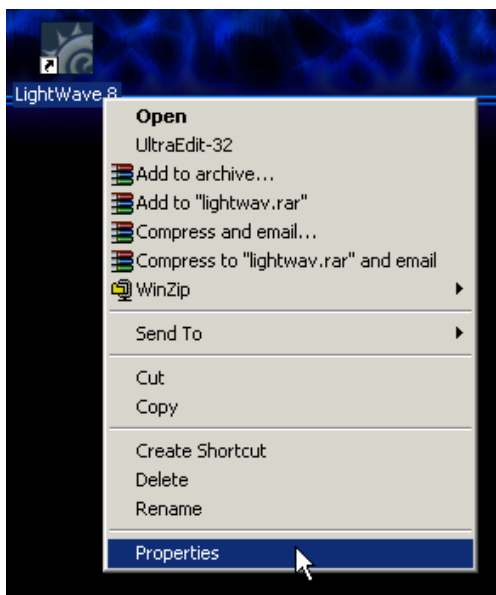 LightWave 8
Open
UltraEdit-32
Add to archive...
Add to "lightwav.rar"
Compress and email...
Compress to "lightwav.rar" and email
WinZip
Send To
Cut
Copy
Create Shortcut
Delete
Rename
Properties